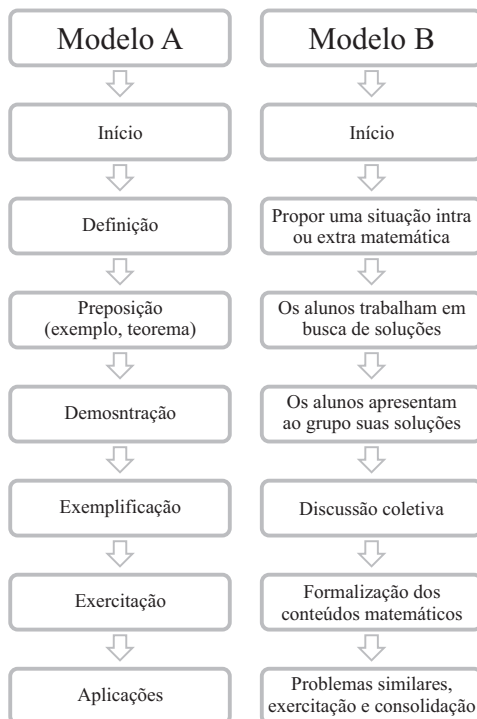 Modelo A
Início
Definição
Preposição
(exemplo, teorema)
Demosntração
Exemplificação
Exercitação
Aplicações
Modelo B
Início
Propor uma situação intra
ou extra matemática
Os alunos trabalham em
busca de soluções
Os alunos apresentam
ao grupo suas soluções
Discussão coletiva
Formalização dos
conteúdos matemáticos
Problemas similares,
exercitação e consolidação